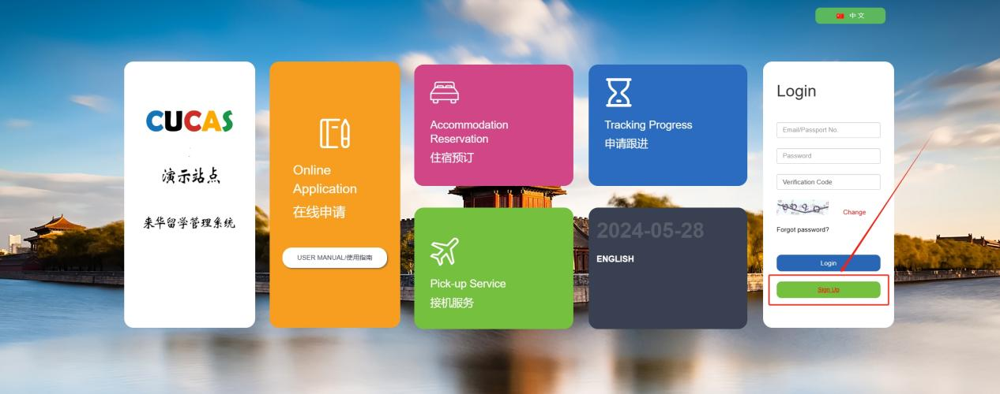 中 文
CUCAS
演示站点
来华留学管理系统
Online
Application
在线申请
USER MANUAL/使用指南
Accommodation
Reservation
住宿预订
Tracking Progress
申请跟进
Pick-up Service
接机服务
2024-05-28
ENGLISH
Login
Email/Passport No.
Password
Verification Code
Change
Forgot password?
Login
Sign Up